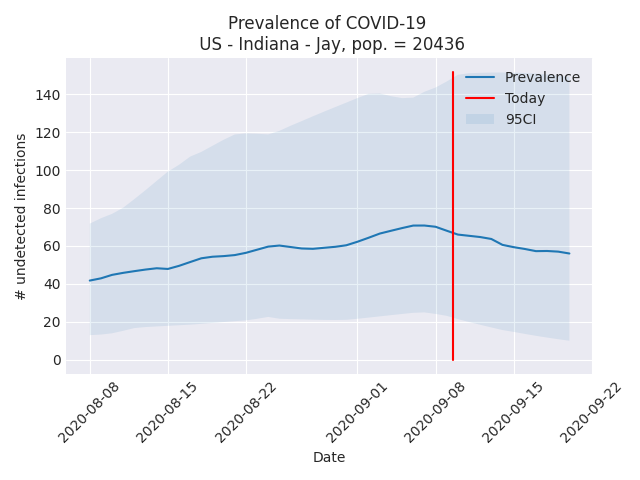 Prevalence of COVID-19
US - Indiana - Jay, pop. = 20436
Prevalence
Today
95CI
# undetected infections
140
120
100
80
60
40
20
0
2020-08-08
2020-08-15
2020-08-22
2020-09-01
2020-09-08
2020-09-15
2020-09-22
Date